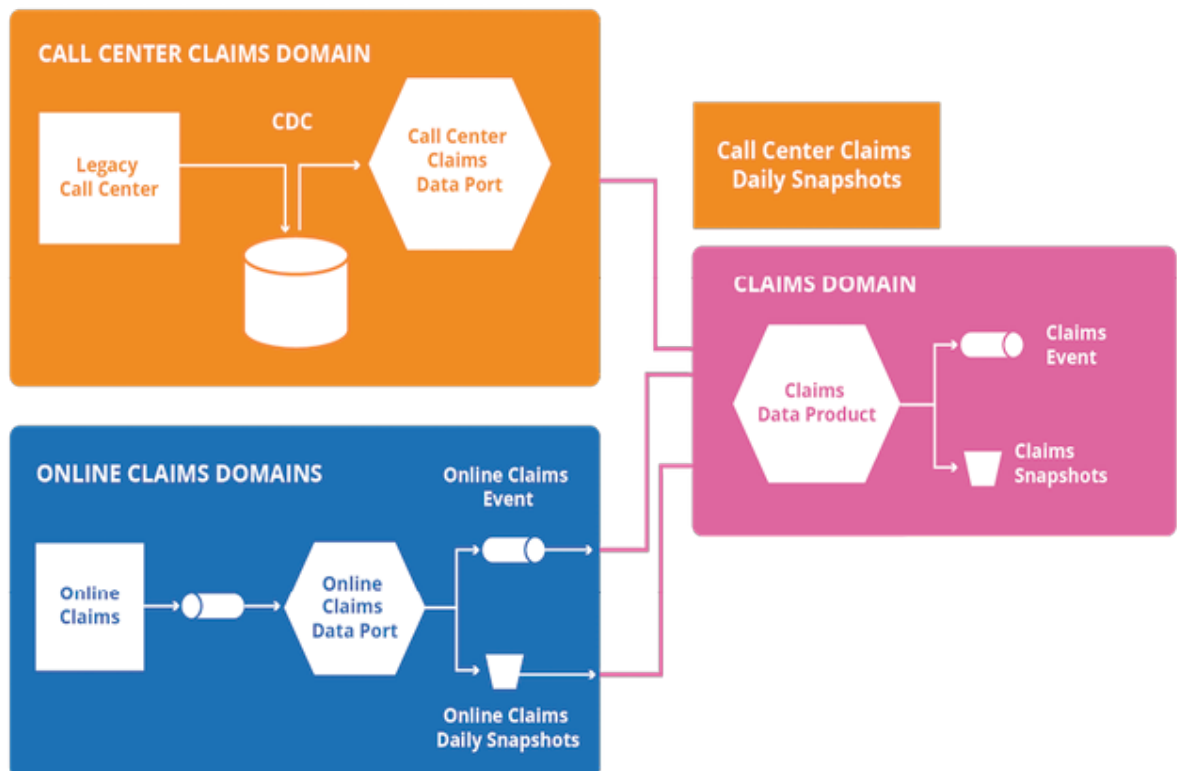 CALL CENTER CLAIMS DOMAIN
Legacy
Call Center
CDC
Call Center
Claims
Data Port
Call Center Claims
Daily Snapshots
CLAIMS DOMAIN
Claims
Data Product
Claims
Event
Claims
Snapshots
ONLINE CLAIMS DOMAINS
Online
Claims
Online
Claims
Data Port
Online Claims
Event
Online Claims
Daily Snapshots